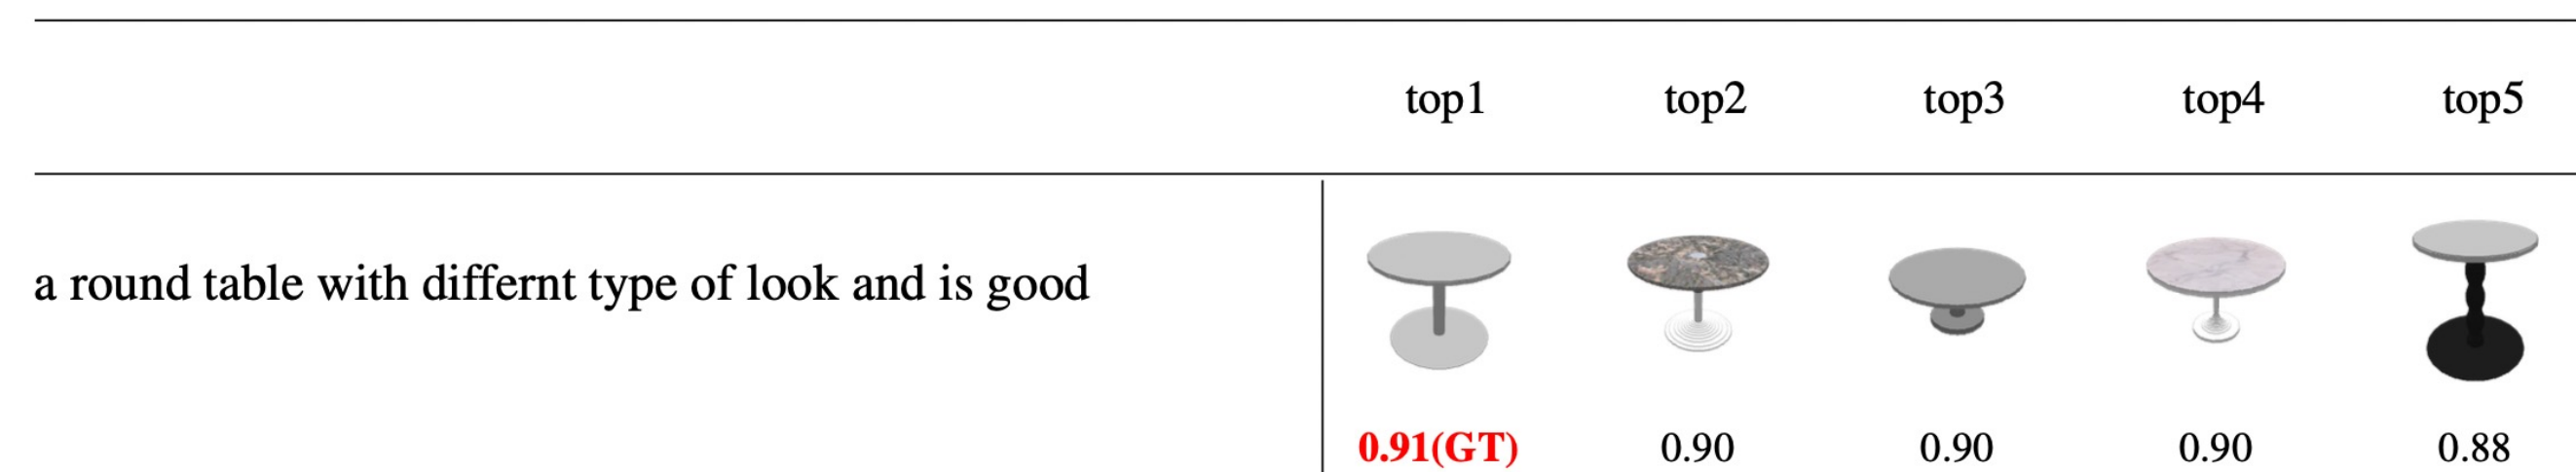 top1 top2 top3 top4 top5
a round table with differnt type of look and is good
0.91(GT) 0.90 0.90 0.90 0.88